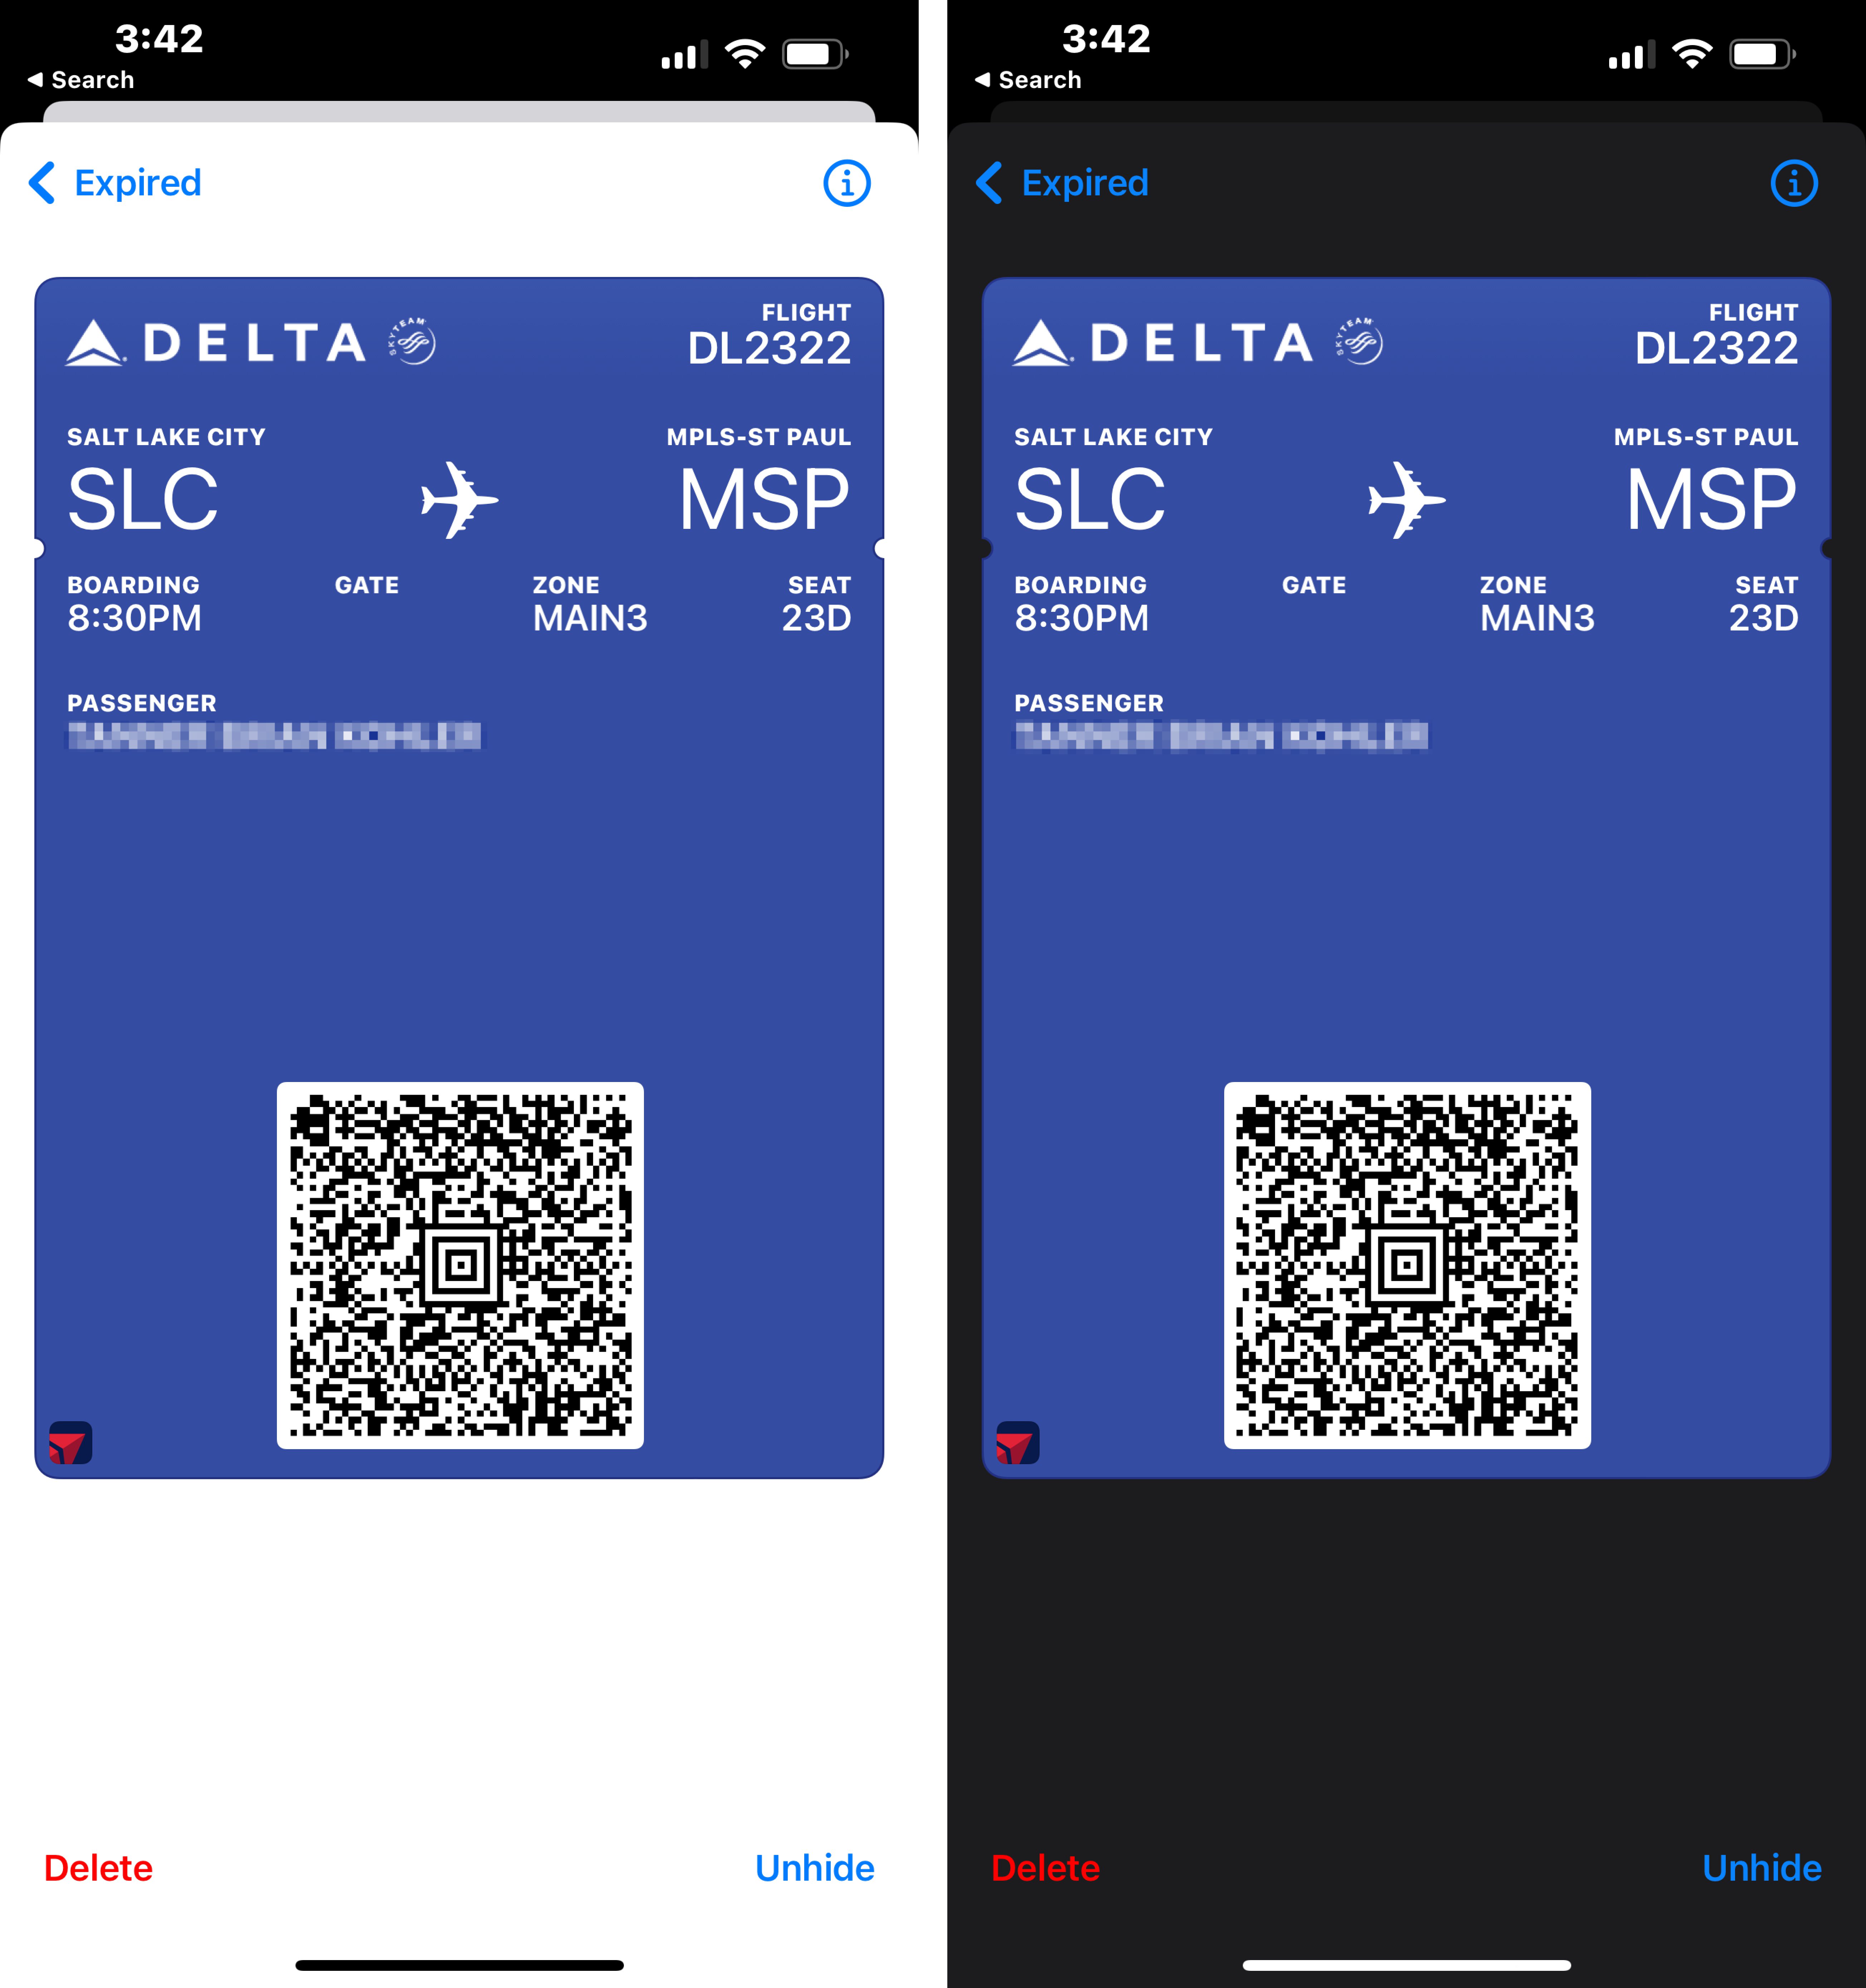 3:42
Search
Expired
DELTA SKYTEAM
FLIGHT
DL2322
SALT LAKE CITY MPLS-ST PAUL
SLC MSP
BOARDING GATE ZONE SEAT
8:30PM MAIN3 23D
PASSENGER
Delete Unhide
3:42
Search
Expired
DELTA SKYTEAM
FLIGHT
DL2322
SALT LAKE CITY MPLS-ST PAUL
SLC MSP
BOARDING GATE ZONE SEAT
8:30PM MAIN3 23D
PASSENGER
Delete Unhide